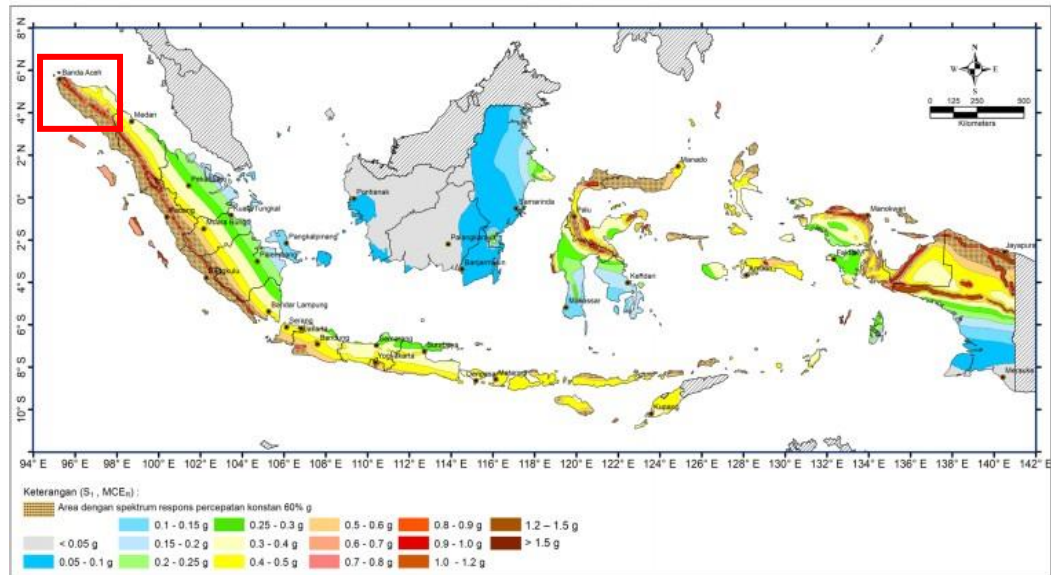 8° N
6° N
4° N
2° N
0°
2° S
4° S
6° S
8° S
10° S
N
W E
S
0 125 250 500
Kilometers
Banda Aceh
Medan
Padang
Muara Bungo
Kuala Tungkal
Pangkalpinang
Palembang
Bandar Lampung
Serang
Bandung
Semarang
Yogyakarta
Surabaya
Denpasar
Mataram
Kupang
Pontianak
Samarinda
Banjarmasin
Palu
Manado
Kendari
Makassar
Manokwari
Jayapura
Merauke
94° E 96° E 98° E 100° E 102° E 104° E 106° E 108° E 110° E 112° E 114° E 116° E 118° E 120° E 122° E 124° E 126° E 128° E 130° E 132° E 134° E 136° E 138° E 140° E 142° E
Keterangan (S₁ , MCEᵣ) :
Area dengan spektrum respons percepatan konstan 60% g
0.1 - 0.15 g 0.25 - 0.3 g 0.5 - 0.6 g 0.8 - 0.9 g 1.2 – 1.5 g
< 0.05 g 0.15 - 0.2 g 0.3 - 0.4 g 0.6 - 0.7 g 0.9 - 1.0 g > 1.5 g
0.05 - 0.1 g 0.2 - 0.25 g 0.4 - 0.5 g 0.7 - 0.8 g 1.0 - 1.2 g